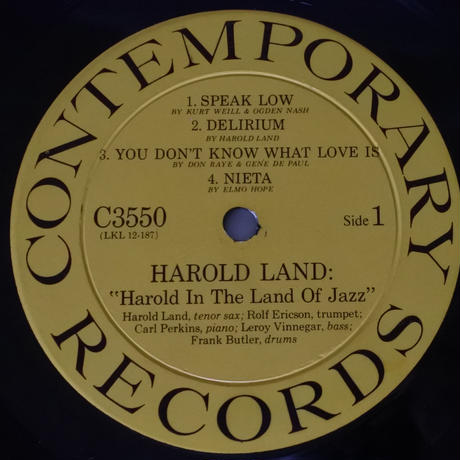 CONTEMPORARY RECORDS
1. SPEAK LOW
BY KURT WEILL & OGDEN NASH
2. DELIRIUM
BY HAROLD LAND
3. YOU DON'T KNOW WHAT LOVE IS
BY DON RAYE & GENE DE PAUL
4. NIETA
BY ELMO HOPE
C3550
(LKL 12-187)
Side 1
HAROLD LAND:
"Harold In The Land Of Jazz"
Harold Land, tenor sax; Rolf Ericson, trumpet;
Carl Perkins, piano; Leroy Vinnegar, bass;
Frank Butler, drums